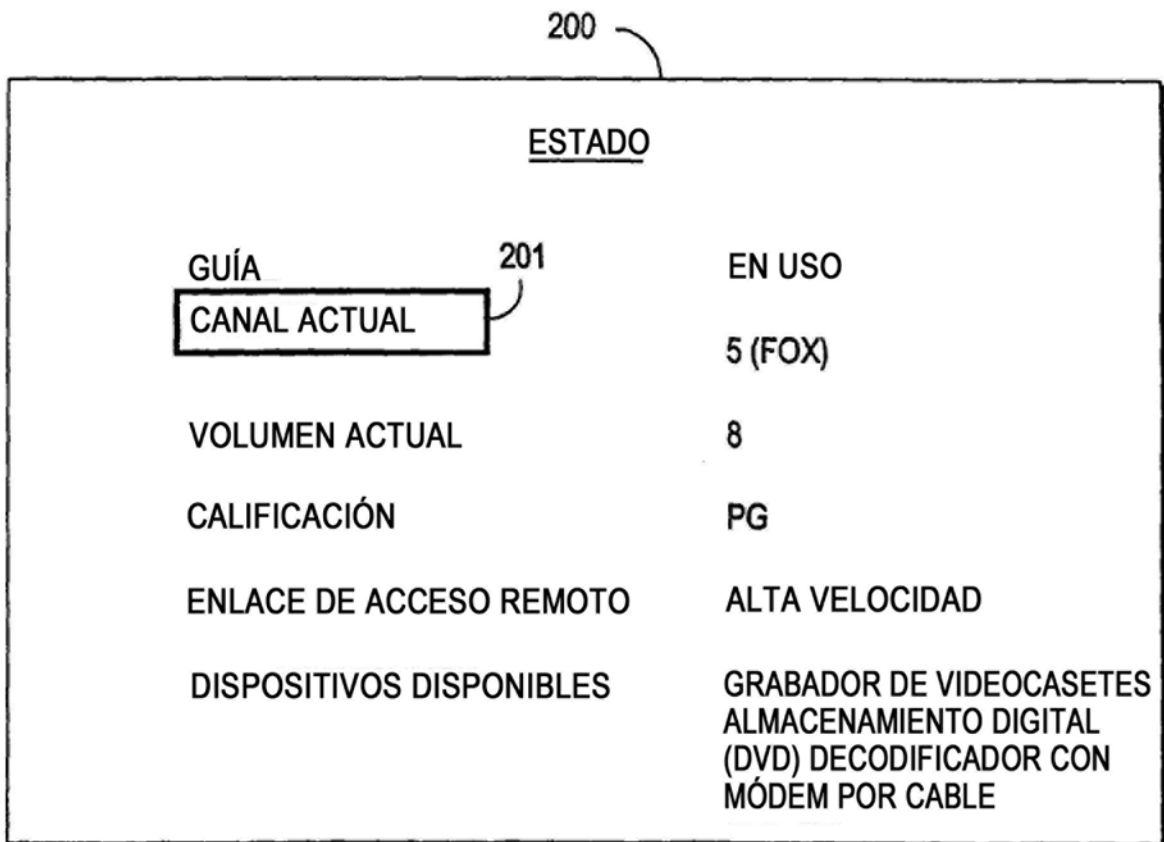 200
ESTADO
GUÍA 201 EN USO
CANAL ACTUAL
5 (FOX)
VOLUMEN ACTUAL 8
CALIFICACIÓN PG
ENLACE DE ACCESO REMOTO ALTA VELOCIDAD
DISPOSITIVOS DISPONIBLES GRABADOR DE VIDEOCASETES
ALMACENAMIENTO DIGITAL
(DVD) DECODIFICADOR CON
MÓDEM POR CABLE